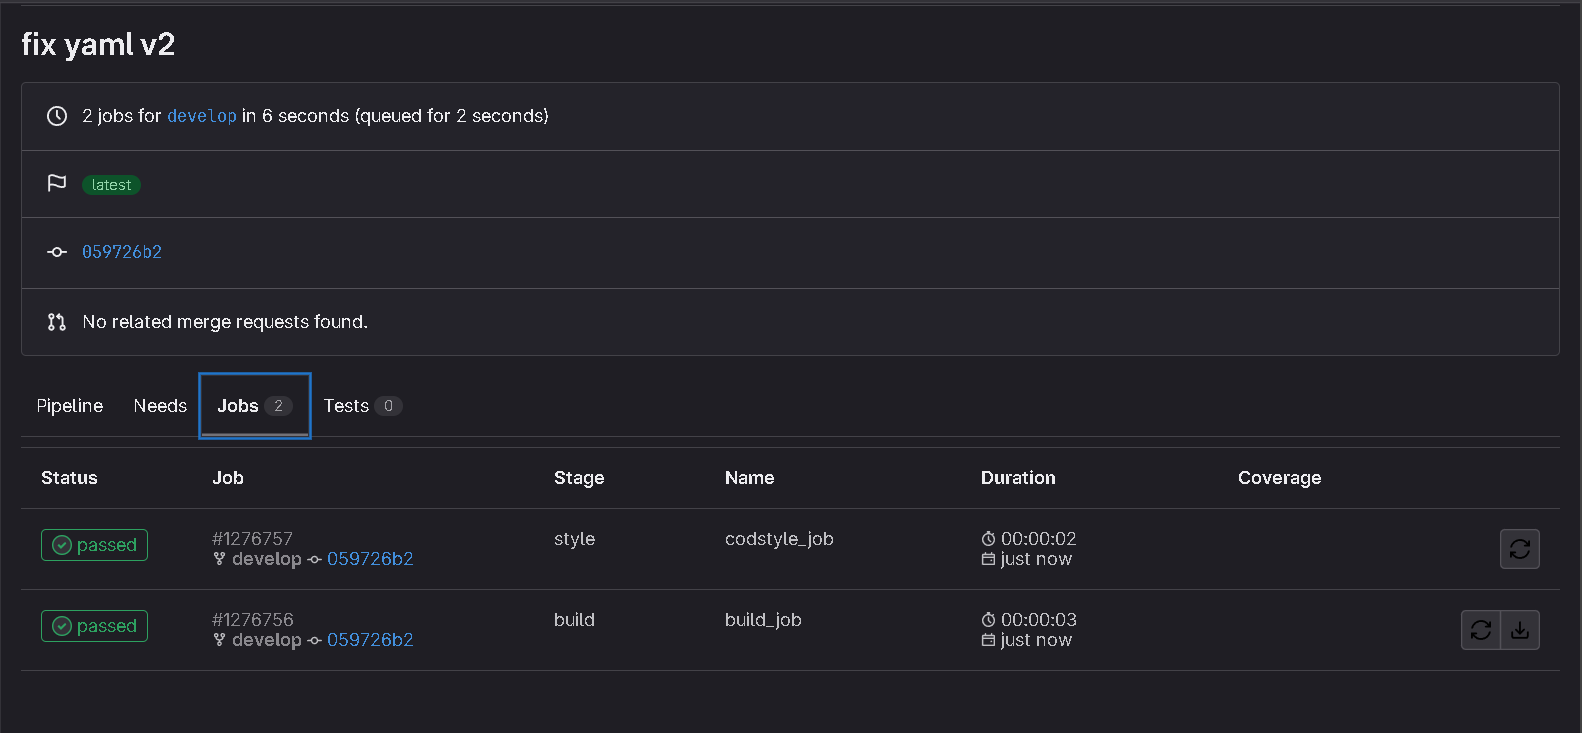 fix yaml v2
2 jobs for develop in 6 seconds (queued for 2 seconds)
latest
059726b2
No related merge requests found.
Pipeline Needs Jobs 2 Tests 0
Status Job Stage Name Duration Coverage
passed #1276757 style codstyle_job 00:00:02
develop 059726b2 just now
passed #1276756 build build_job 00:00:03
develop 059726b2 just now